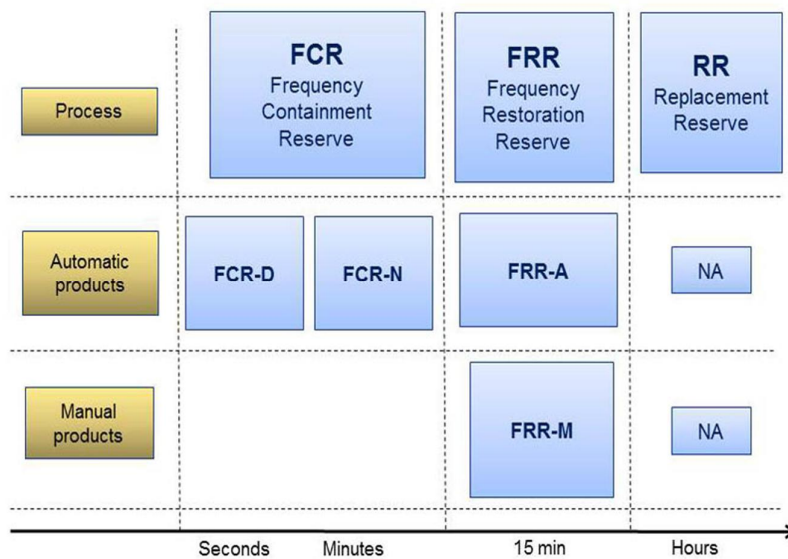 FCR
Frequency
Containment
Reserve
FRR
Frequency
Restoration
Reserve
RR
Replacement
Reserve
Process
Automatic
products
FCR-D
FCR-N
FRR-A
NA
Manual
products
FRR-M
NA
Seconds
Minutes
15 min
Hours